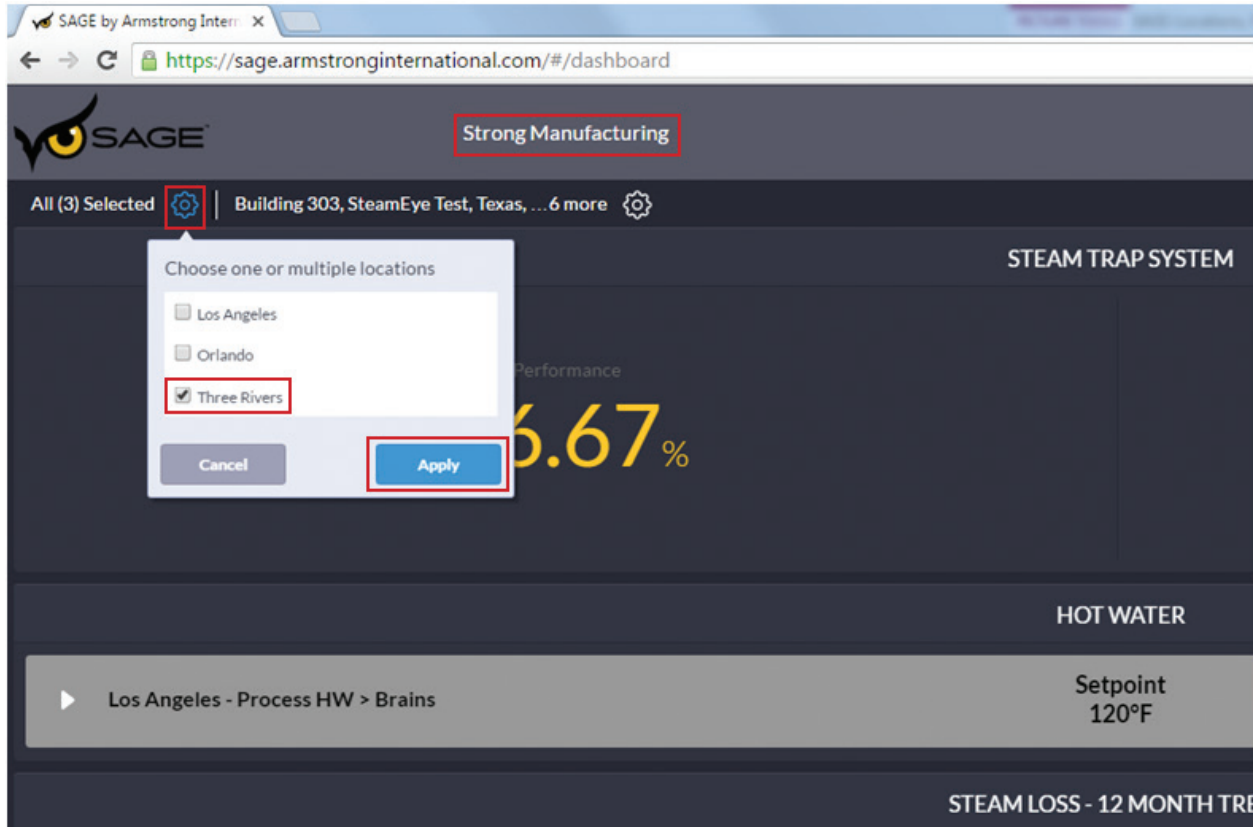 SAGE by Armstrong Intern
https://sage.armstronginternational.com/#/dashboard
SAGE
Strong Manufacturing
All (3) Selected
Building 303, SteamEye Test, Texas, ...6 more
Choose one or multiple locations
Los Angeles
Orlando
Three Rivers
Cancel
Apply
STEAM TRAP SYSTEM
Performance
6.67%
HOT WATER
Los Angeles - Process HW > Brains
Setpoint
120°F
STEAM LOSS - 12 MONTH TRE